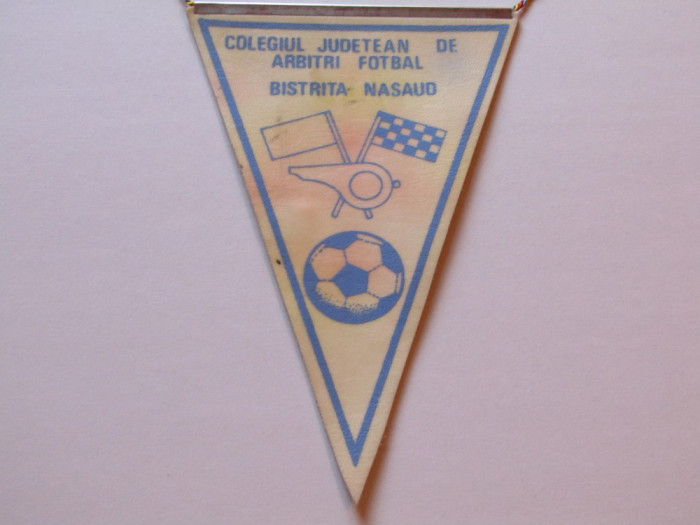 COLEGIUL JUDETEAN DE
ARBITRI FOTBAL
BISTRITA NASAUD